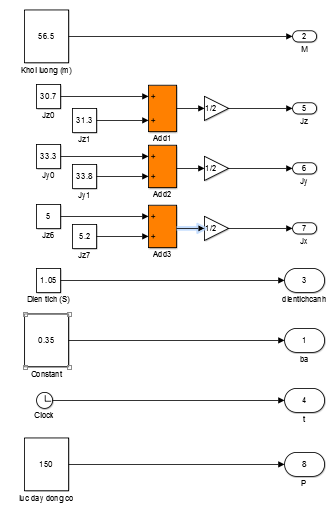 56.5
2
Khoi luong (m)
M
30.7
+
Jz0
31.3
+
1/2
5
Jz1
Add1
Jz
33.3
+
Jy0
33.8
+
1/2
6
Jy1
Add2
Jy
5
+
Jz6
5.2
+
1/2
7
Jz7
Add3
Jx
1.05
3
Dien tich (S)
dientichcanh
0.35
1
Constant
ba
4
Clock
t
150
8
luc day dong co
P